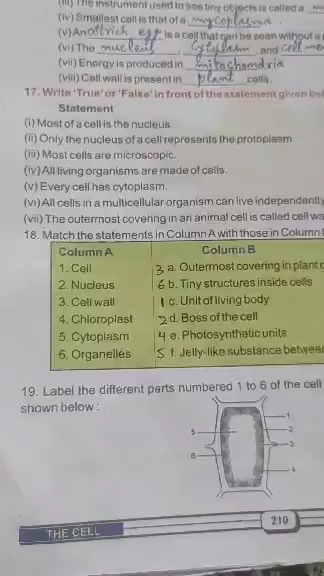 (iii) The instrument used to see tiny objects is called a
(iv) Smallest cell is that of a mycoplasma.
(v) An ostrich egg is a cell that can be seen without a
(vi) The nucleus, cytoplasm, and cell me
(vii) Energy is produced in mitochondria
(viii) Cell wall is present in plant cells.
17. Write 'True' or 'False' in front of the statement given bel
Statement
(i) Most of a cell is the nucleus.
(ii) Only the nucleus of a cell represents the protoplasm
(iii) Most cells are microscopic.
(iv) All living organisms are made of cells.
(v) Every cell has cytoplasm.
(vi) All cells in a multicellular organism can live independently
(vii) The outermost covering in an animal cell is called cell wa
18. Match the statements in Column A with those in Column
Column A Column B
1. Cell 3 a. Outermost covering in plant c
2. Nucleus 6 b. Tiny structures inside cells
3. Cell wall 1 c. Unit of living body
4. Chloroplast 2 d. Boss of the cell
5. Cytoplasm 4 e. Photosynthetic units
6. Organelles 5 f. Jelly-like substance between
19. Label the different parts numbered 1 to 6 of the cell
shown below :
1
2
5 3
6
4
210
THE CELL